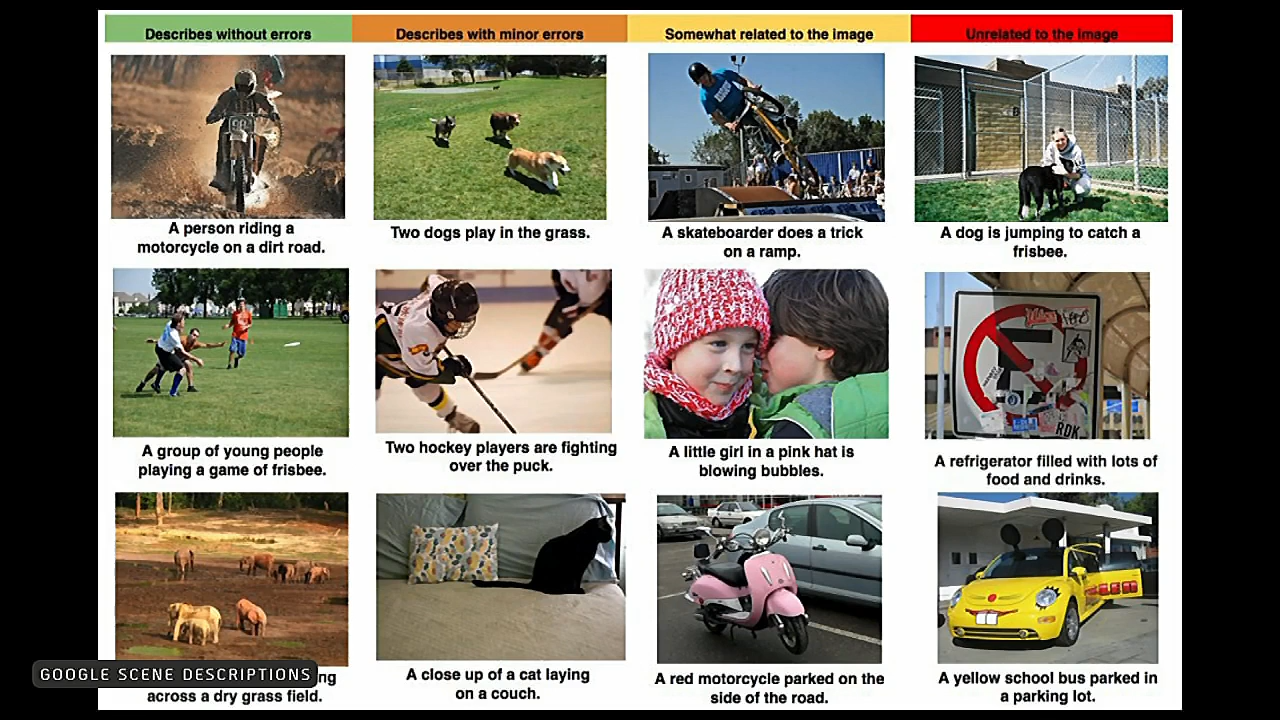 Describes without errors
Describes with minor errors
Somewhat related to the image
Unrelated to the image
A person riding a
motorcycle on a dirt road.
Two dogs play in the grass.
A skateboarder does a trick
on a ramp.
A dog is jumping to catch a
frisbee.
A group of young people
playing a game of frisbee.
Two hockey players are fighting
over the puck.
A little girl in a pink hat is
blowing bubbles.
RDK
A refrigerator filled with lots of
food and drinks.
GOOGLE SCENE DESCRIPTIONS
ng
across a dry grass field.
A close up of a cat laying
on a couch.
A red motorcycle parked on the
side of the road.
A yellow school bus parked in
a parking lot.